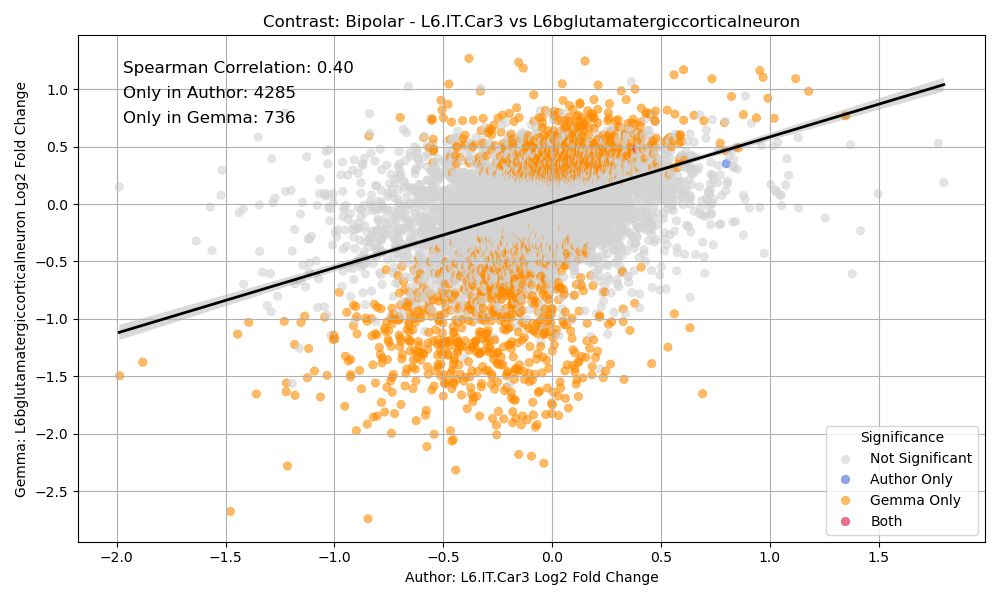 Contrast: Bipolar - L6.IT.Car3 vs L6bglutamatergiccorticalneuron
Spearman Correlation: 0.40
Only in Author: 4285
Only in Gemma: 736
Gemma: L6bglutamatergiccorticalneuron Log2 Fold Change
1.0
0.5
0.0
−0.5
−1.0
−1.5
−2.0
−2.5
Significance
Not Significant
Author Only
Gemma Only
Both
−2.0 −1.5 −1.0 −0.5 0.0 0.5 1.0 1.5
Author: L6.IT.Car3 Log2 Fold Change